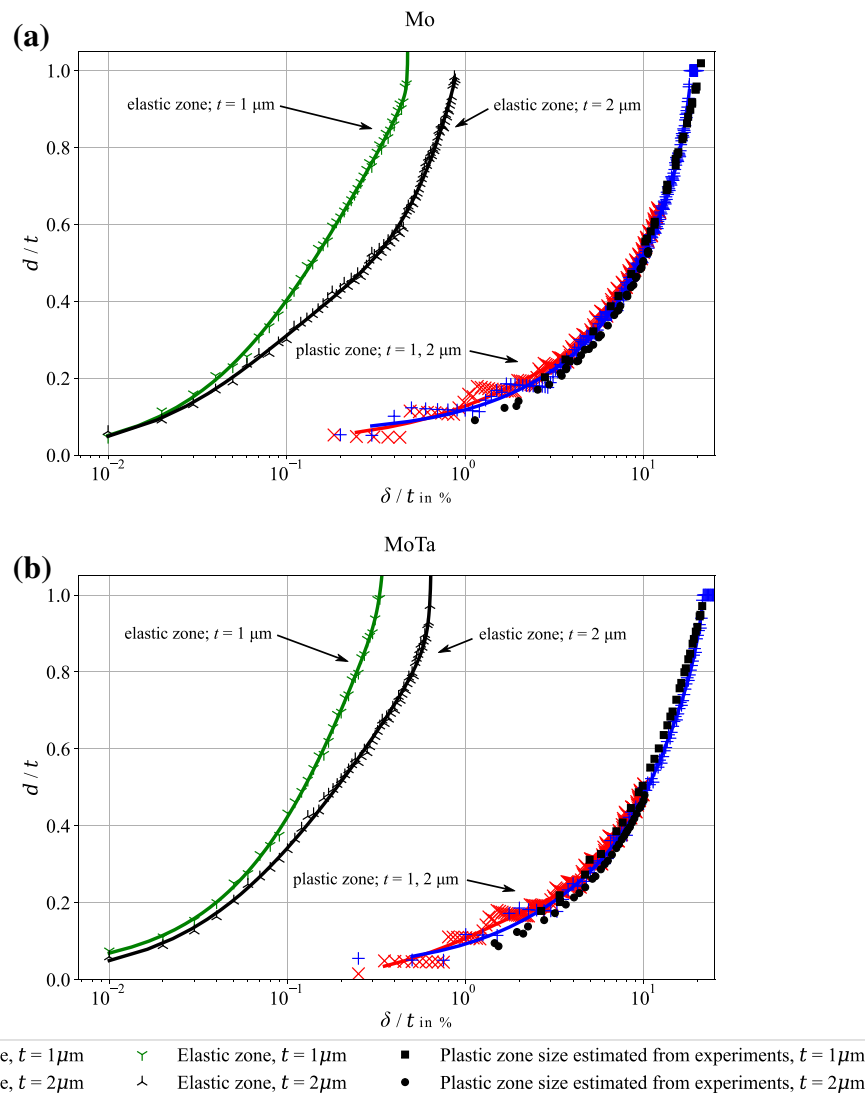 Mo
(a)
1.0
0.8
0.6
0.4
0.2
0.0
d / t
elastic zone; t = 1 μm
elastic zone; t = 2 μm
plastic zone; t = 1, 2 μm
10⁻²
10⁻¹
10⁰
10¹
δ / t in %
MoTa
(b)
1.0
0.8
0.6
0.4
0.2
0.0
d / t
elastic zone; t = 1 μm
elastic zone; t = 2 μm
plastic zone; t = 1, 2 μm
10⁻²
10⁻¹
10⁰
10¹
δ / t in %
e, t = 1μm
Elastic zone, t = 1μm
Plastic zone size estimated from experiments, t = 1μm
e, t = 2μm
Elastic zone, t = 2μm
Plastic zone size estimated from experiments, t = 2μm